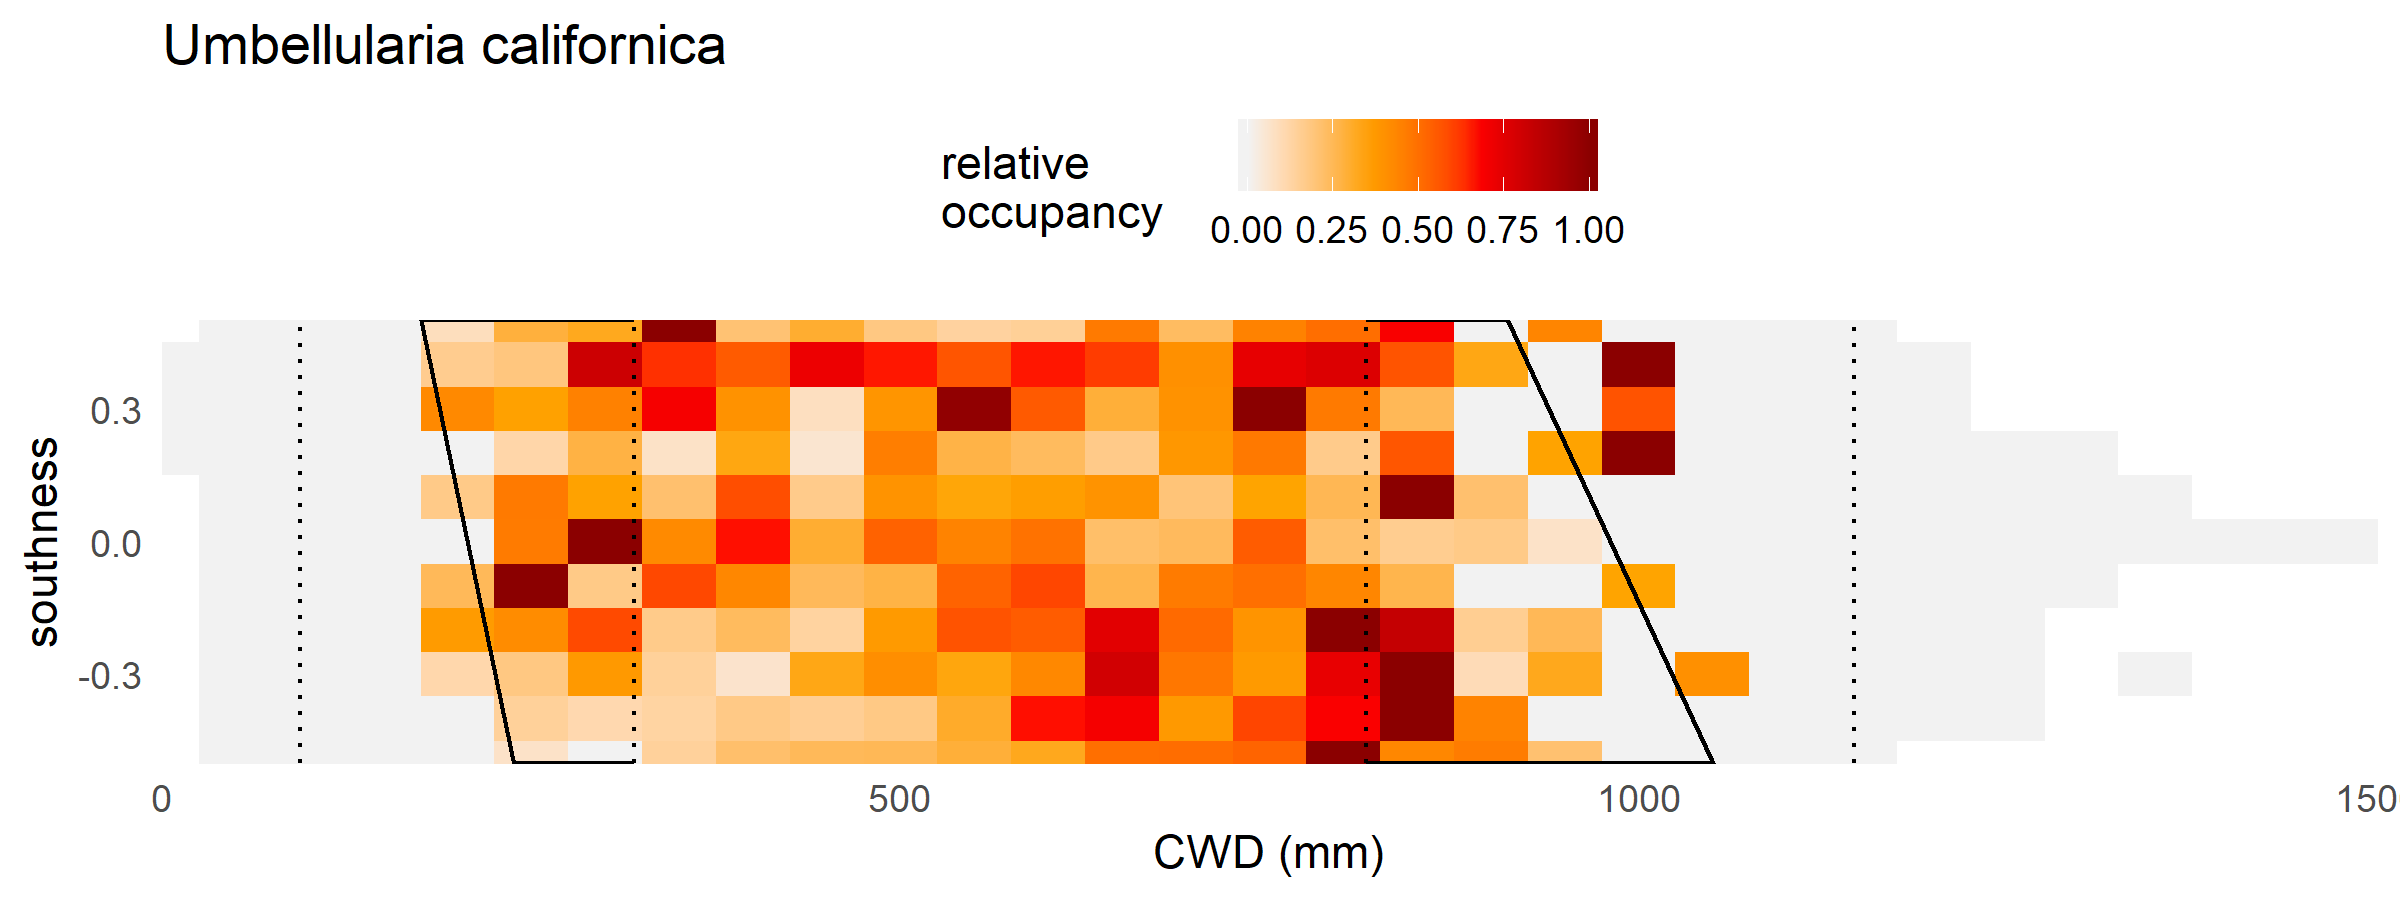 Umbellularia californica
relative
occupancy
0.00 0.25 0.50 0.75 1.00
southness
0.3
0.0
-0.3
0 500 1000 150
CWD (mm)